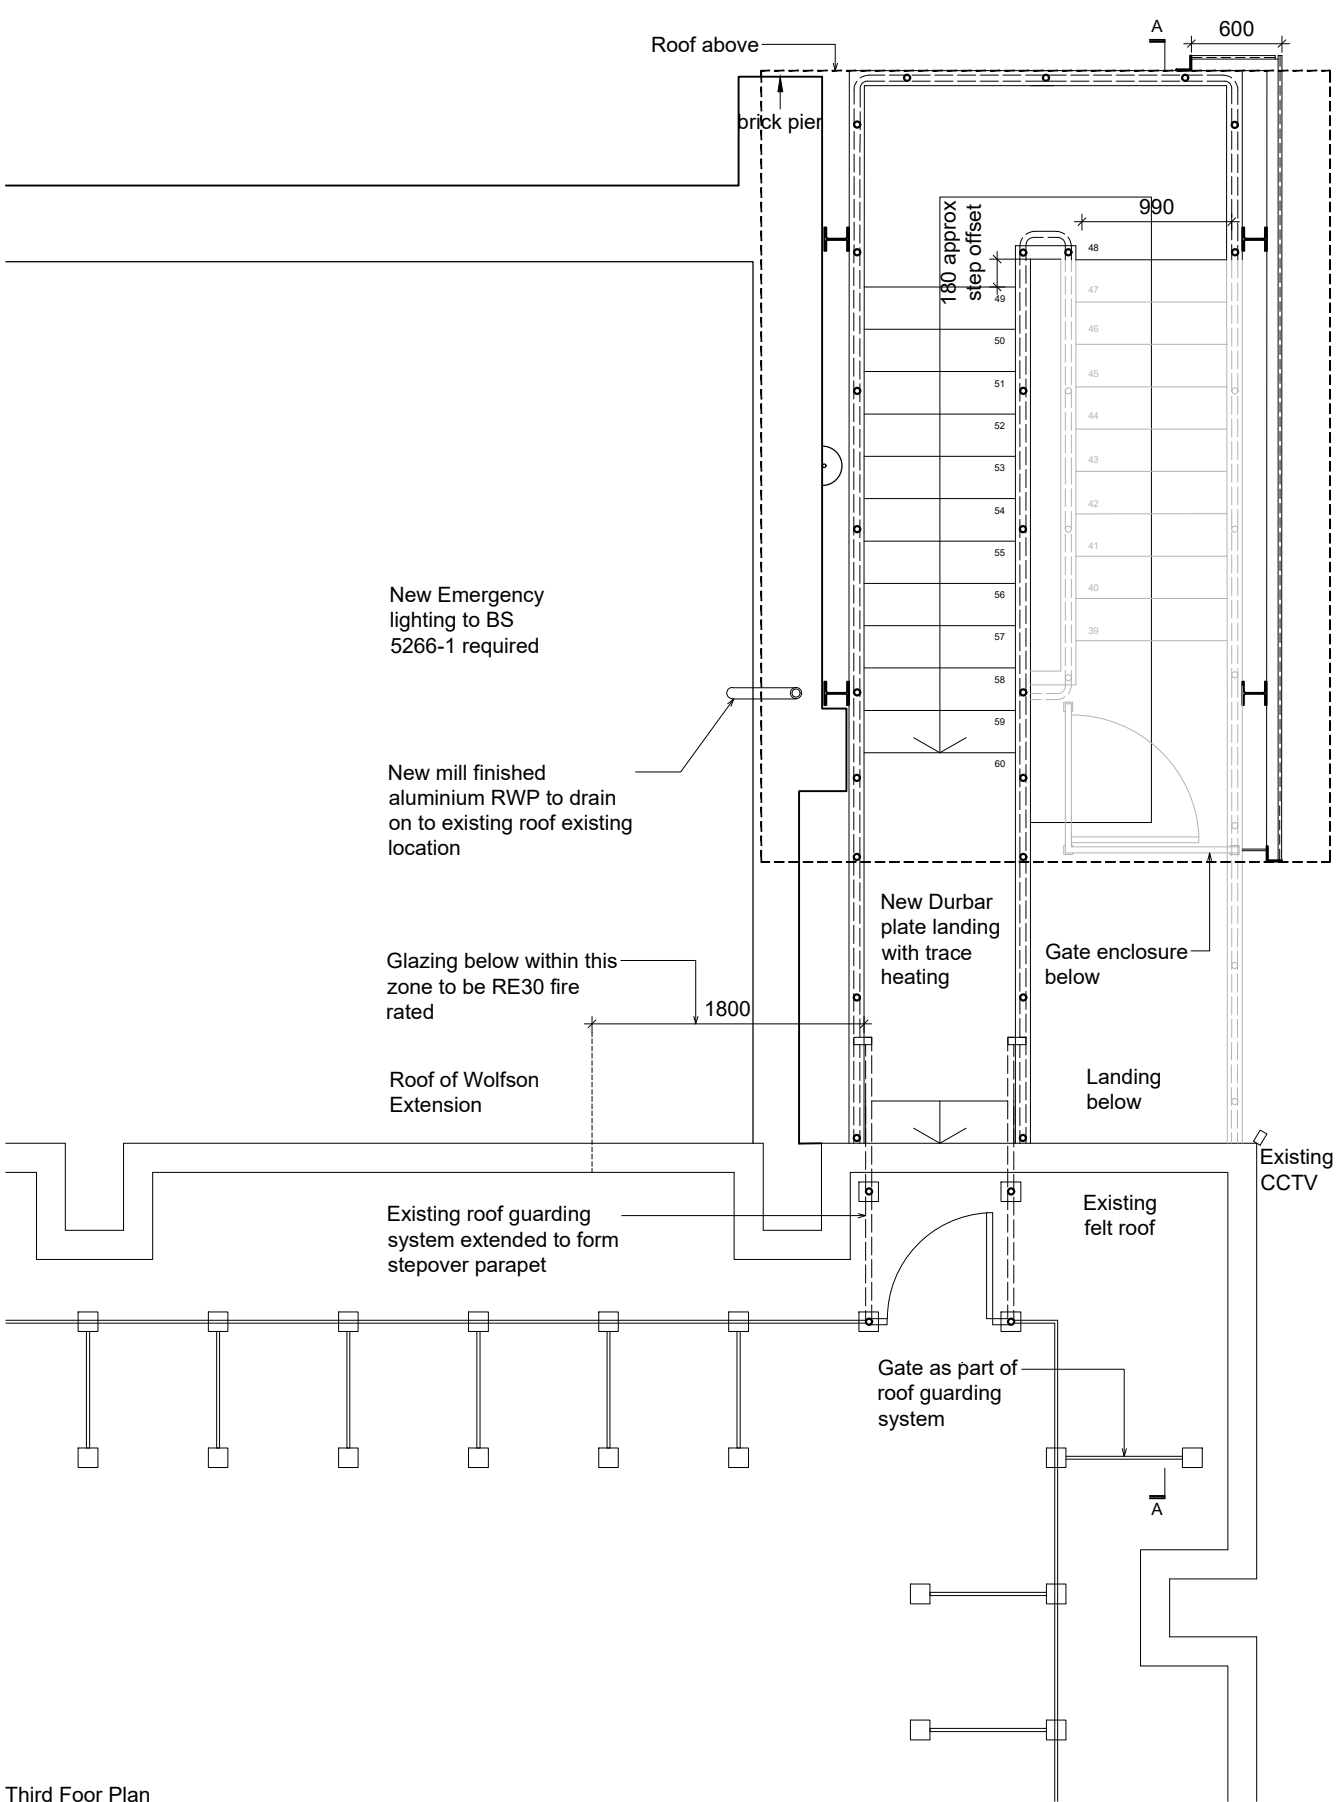 A
600
Roof above
brick pier
180 approx
step offset
990
48
47
49
46
50
45
51
44
52
43
53
42
54
41
55
40
56
39
57
58
59
60
New Emergency
lighting to BS
5266-1 required
New mill finished
aluminium RWP to drain
on to existing roof existing
location
New Durbar
plate landing
with trace
heating
Gate enclosure
below
Glazing below within this
zone to be RE30 fire
rated
1800
Roof of Wolfson
Extension
Landing
below
Existing
CCTV
Existing
felt roof
Existing roof guarding
system extended to form
stepover parapet
Gate as part of
roof guarding
system
A
Third Foor Plan